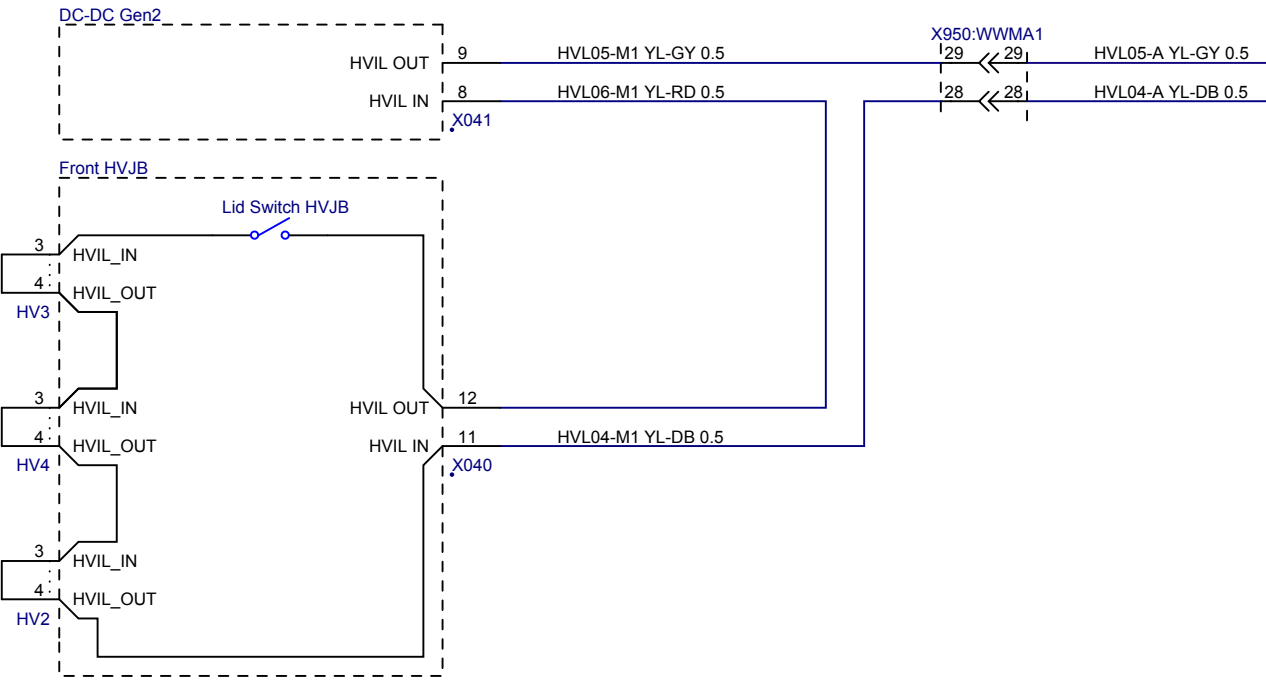 DC-DC Gen2
X950:WWMA1
HVIL OUT 9 HVL05-M1 YL-GY 0.5 29 29 HVL05-A YL-GY 0.5
HVIL IN 8 HVL06-M1 YL-RD 0.5 28 28 HVL04-A YL-DB 0.5
X041
Front HVJB
Lid Switch HVJB
3 HVIL_IN
4 HVIL_OUT
HV3
3 HVIL_IN HVIL OUT 12
4 HVIL_OUT HVIL IN 11 HVL04-M1 YL-DB 0.5
HV4 X040
3 HVIL_IN
4 HVIL_OUT
HV2